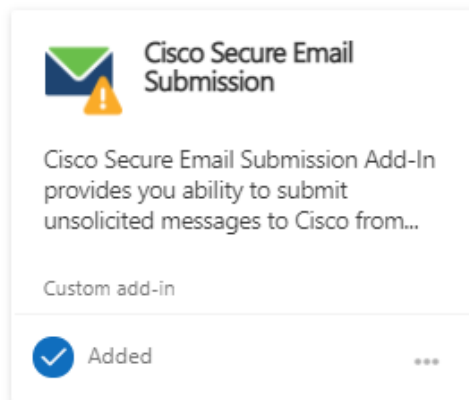 Cisco Secure Email
Submission
Cisco Secure Email Submission Add-In
provides you ability to submit
unsolicited messages to Cisco from...
Custom add-in
Added